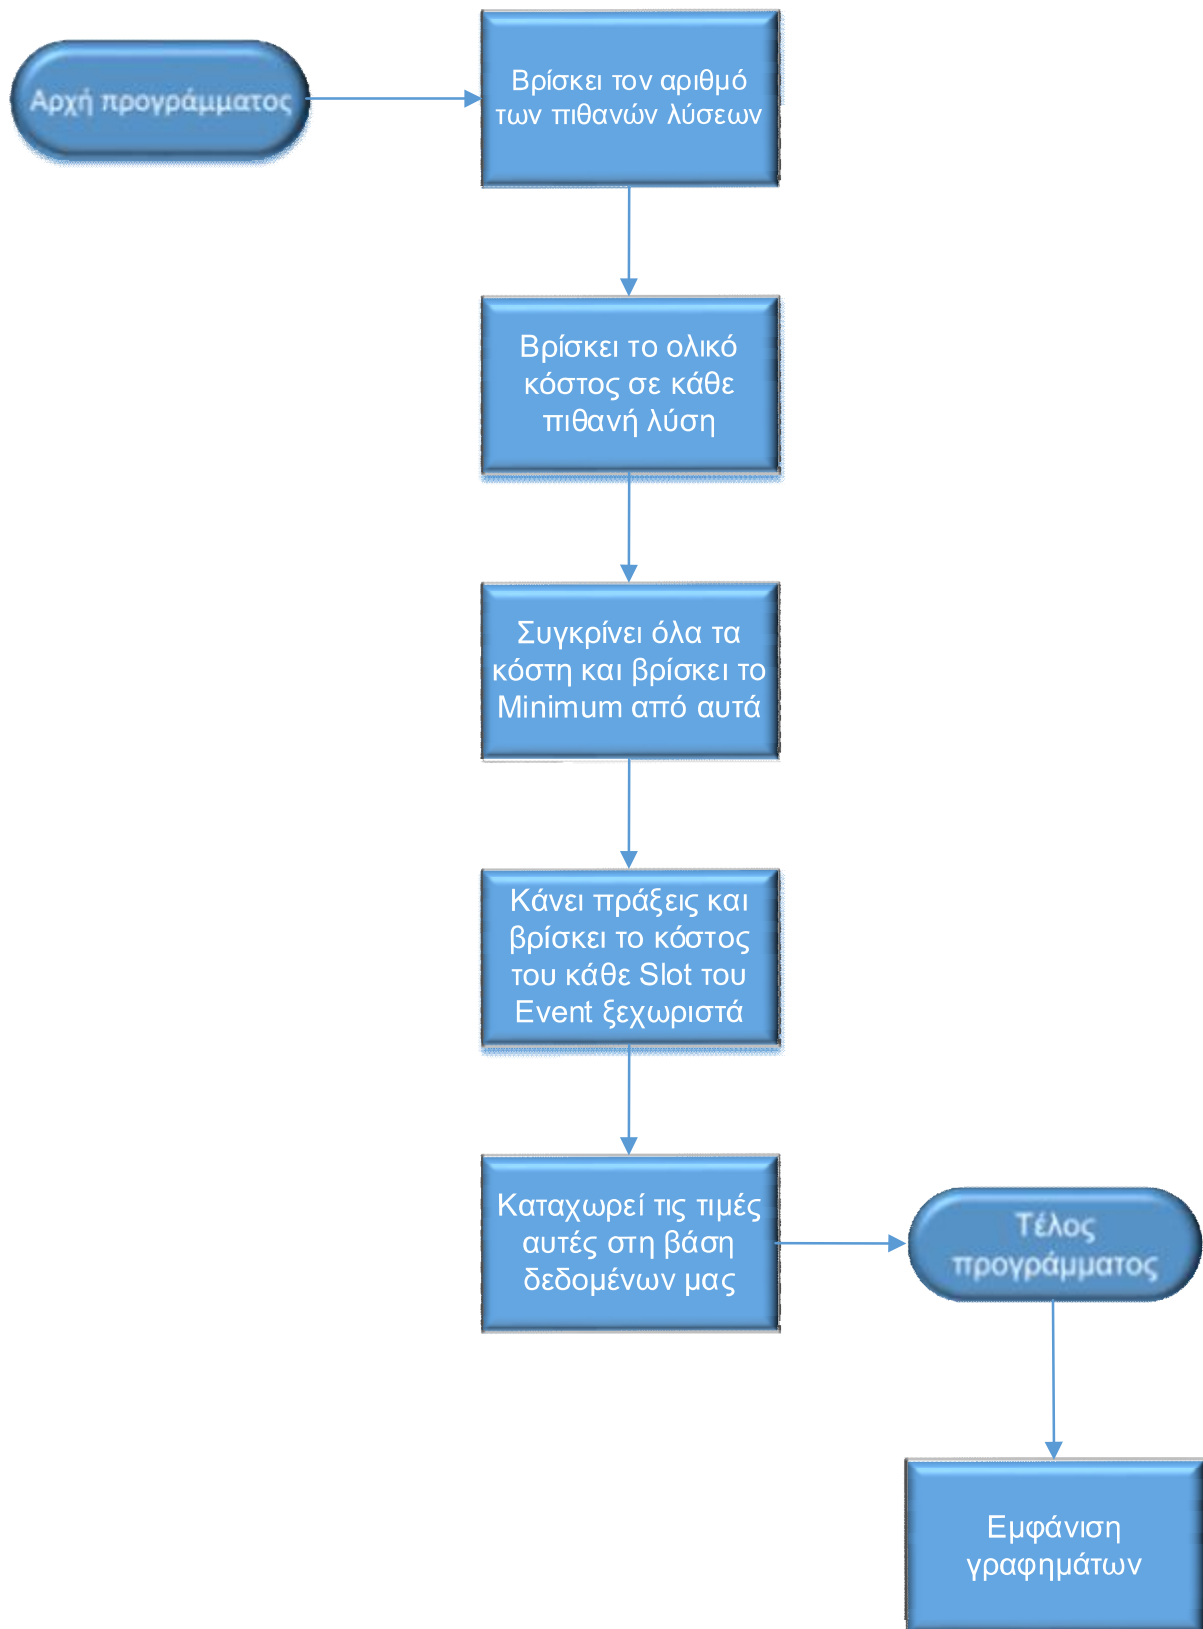 Αρχή προγράμματος
Βρίσκει τον αριθμό
των πιθανών λύσεων
Βρίσκει το ολικό
κόστος σε κάθε
πιθανή λύση
Συγκρίνει όλα τα
κόστη και βρίσκει το
Minimum από αυτά
Κάνει πράξεις και
βρίσκει το κόστος
του κάθε Slot του
Event ξεχωριστά
Καταχωρεί τις τιμές
αυτές στη βάση
δεδομένων μας
Τέλος
προγράμματος
Εμφάνιση
γραφημάτων